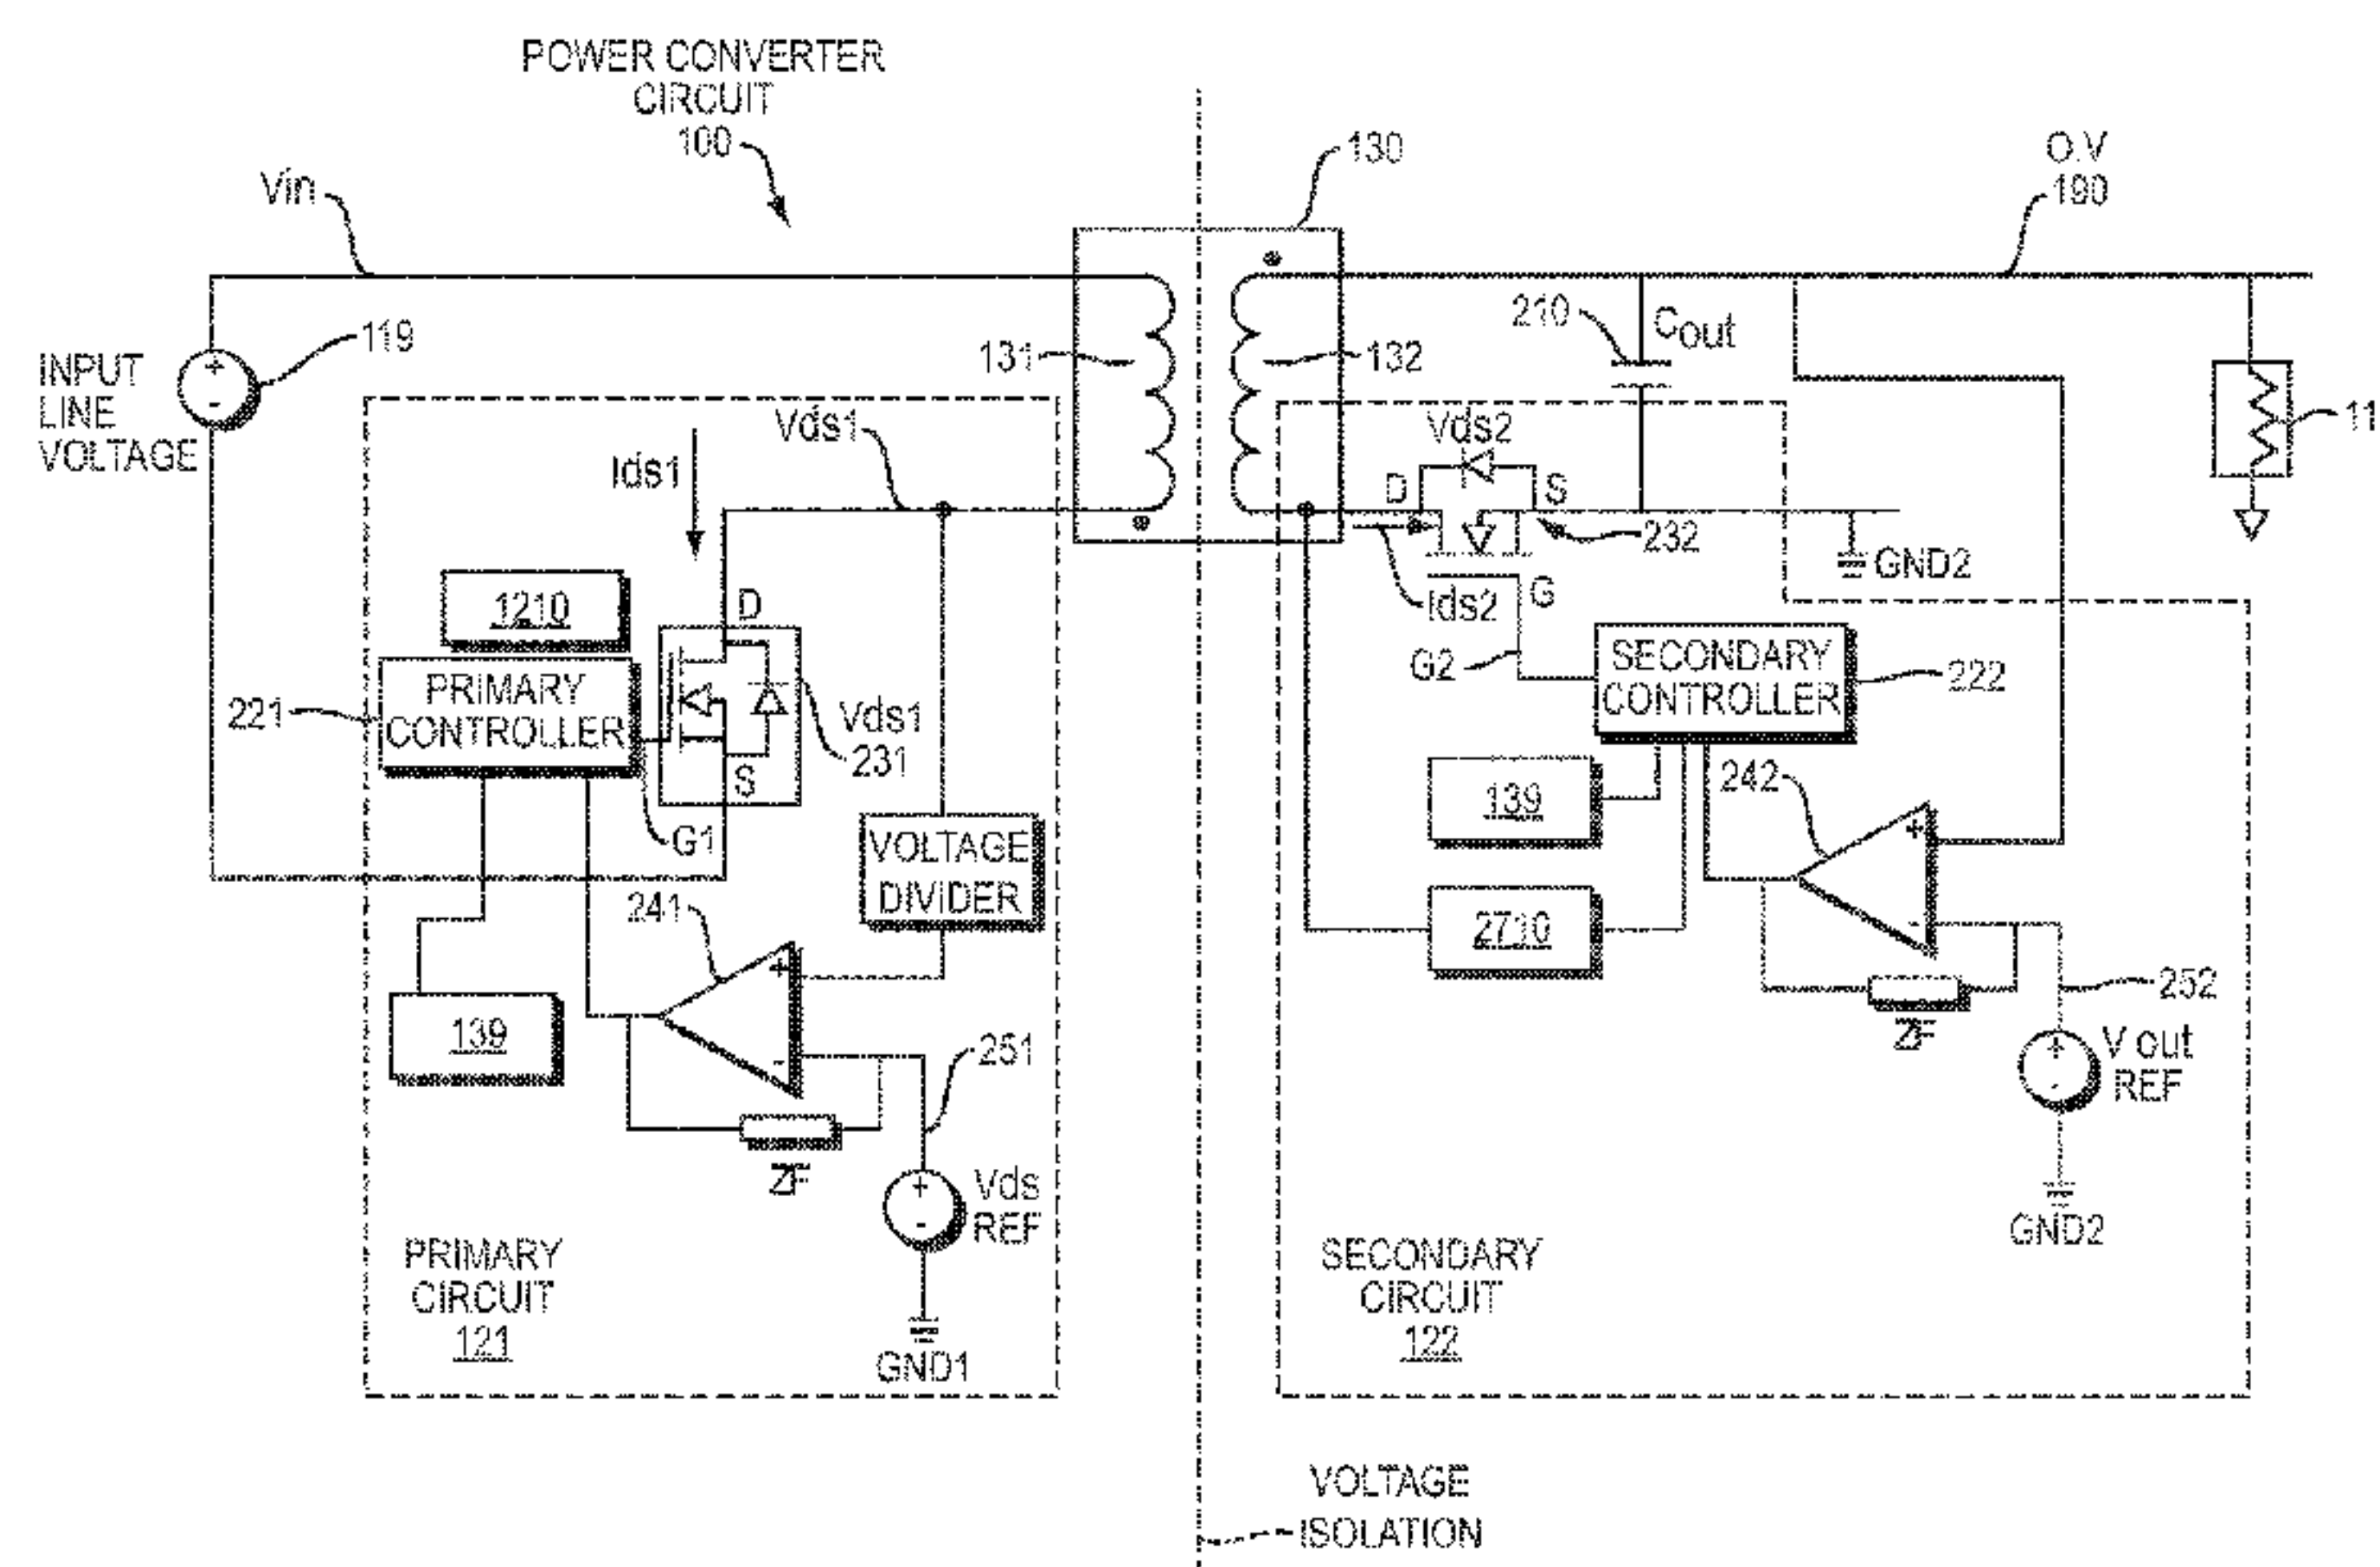 POWER CONVERTER
CIRCUIT
100
Vin
130
O.V
190
119
INPUT
LINE
VOLTAGE
131
132
210
Cout
11
Vds1
Ids1
Vds2
D
S
232
GND2
Ids2
G
G2
1210
D
PRIMARY
CONTROLLER
221
Vds1
231
S
G1
SECONDARY
CONTROLLER
222
139
242
+
-
2710
VOLTAGE
DIVIDER
241
+
-
139
251
ZF
252
ZF
+
-
V out
REF
GND2
+
-
Vds
REF
GND1
PRIMARY
CIRCUIT
121
SECONDARY
CIRCUIT
122
VOLTAGE
ISOLATION
+
-